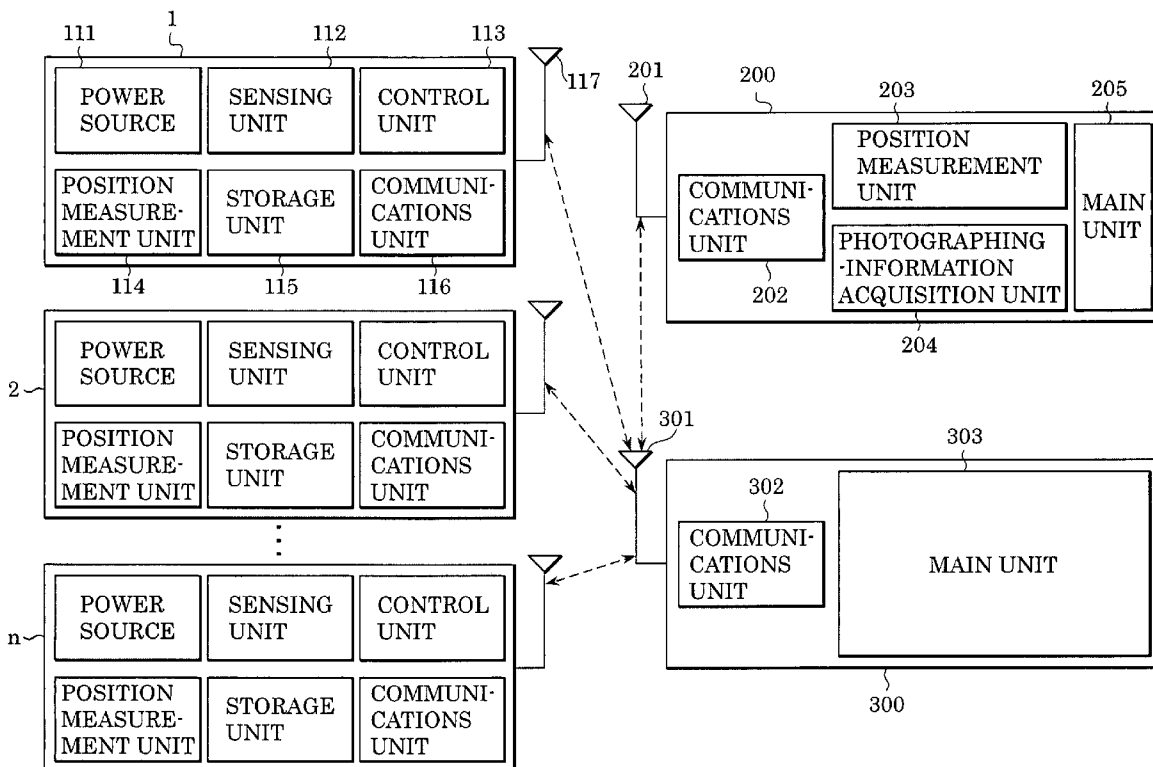 111
1
112
113
117
POWER
SOURCE
SENSING
UNIT
CONTROL
UNIT
POSITION
MEASURE-
MENT UNIT
STORAGE
UNIT
COMMUNI-
CATIONS
UNIT
114
115
116
201
200
203
205
COMMUNI-
CATIONS
UNIT
202
POSITION
MEASUREMENT
UNIT
PHOTOGRAPHING
-INFORMATION
ACQUISITION UNIT
204
MAIN
UNIT
2
POWER
SOURCE
SENSING
UNIT
CONTROL
UNIT
POSITION
MEASURE-
MENT UNIT
STORAGE
UNIT
COMMUNI-
CATIONS
UNIT
301
303
302
COMMUNI-
CATIONS
UNIT
MAIN UNIT
300
n
POWER
SOURCE
SENSING
UNIT
CONTROL
UNIT
POSITION
MEASURE-
MENT UNIT
STORAGE
UNIT
COMMUNI-
CATIONS
UNIT